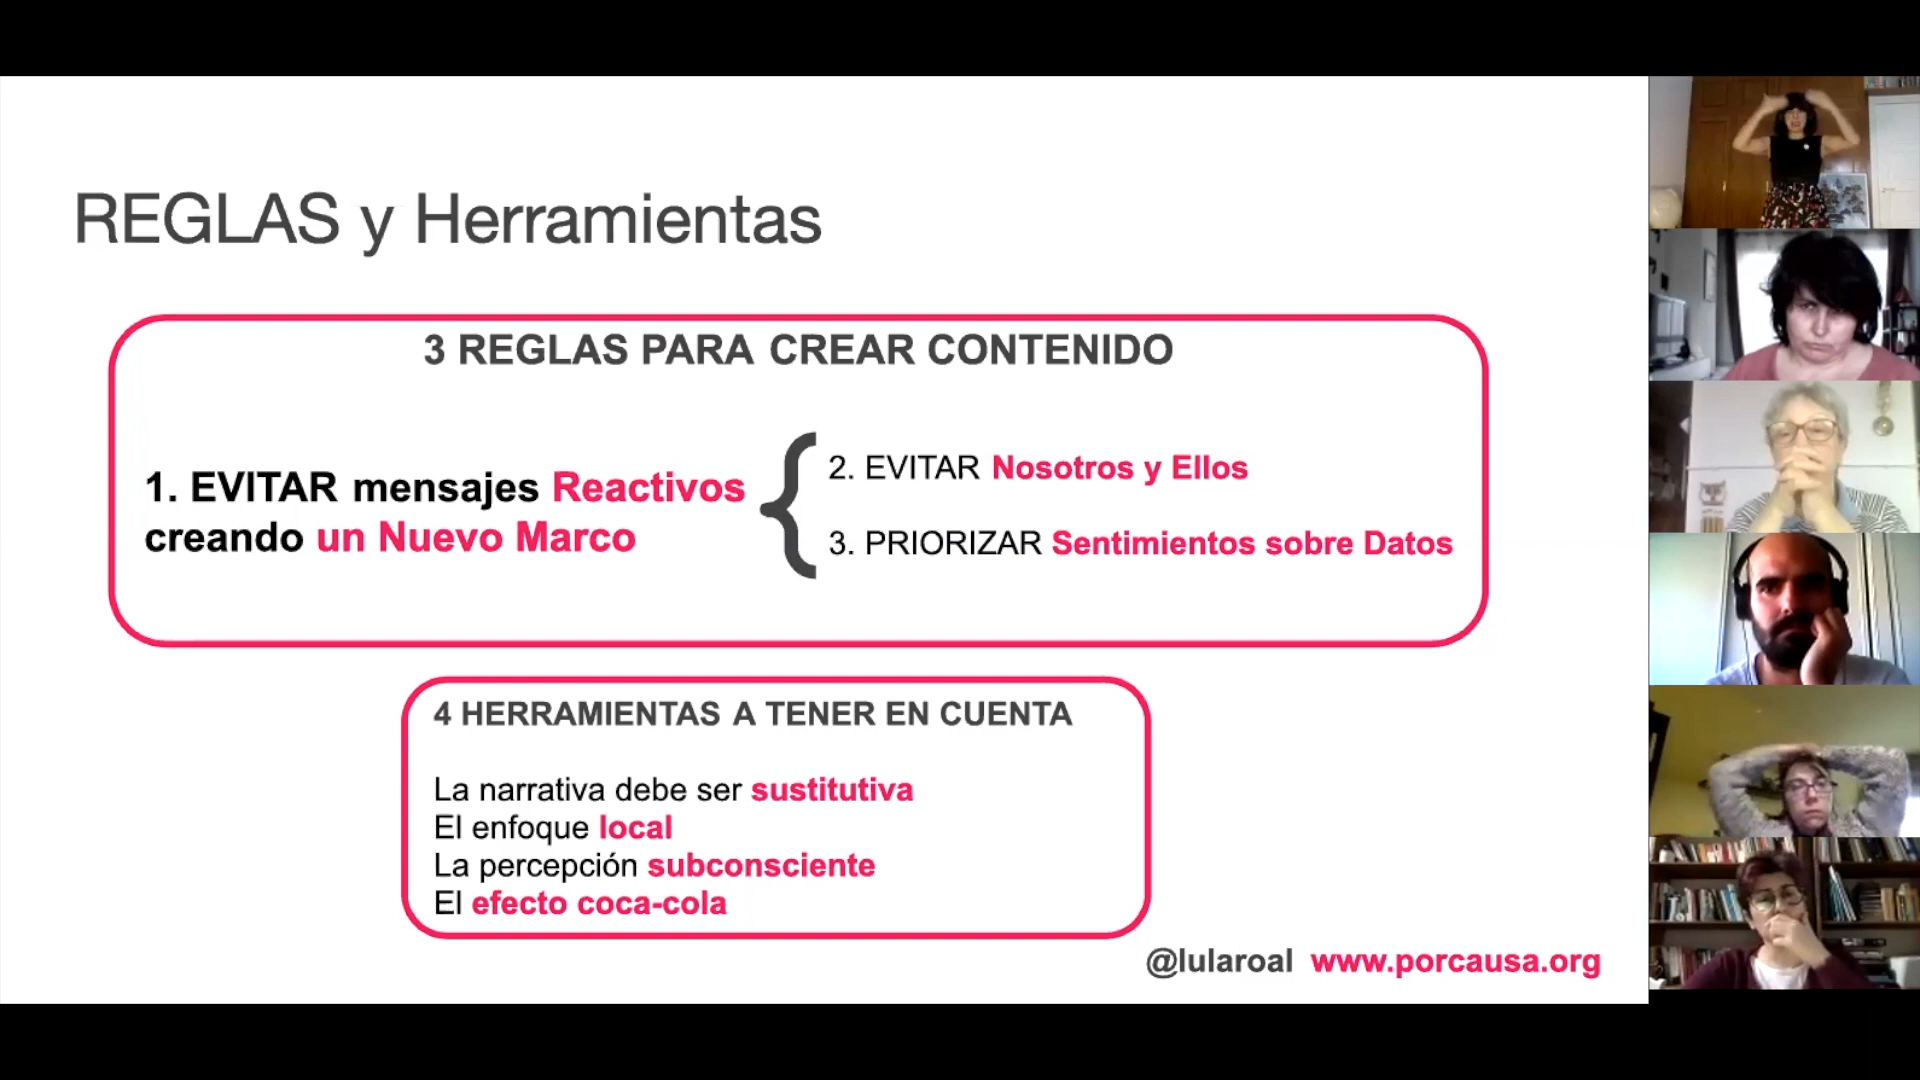 REGLAS y Herramientas
3 REGLAS PARA CREAR CONTENIDO
1. EVITAR mensajes Reactivos
creando un Nuevo Marco
2. EVITAR Nosotros y Ellos
3. PRIORIZAR Sentimientos sobre Datos
4 HERRAMIENTAS A TENER EN CUENTA
La narrativa debe ser sustitutiva
El enfoque local
La percepción subconsciente
El efecto coca-cola
@lularoal www.porcausa.org